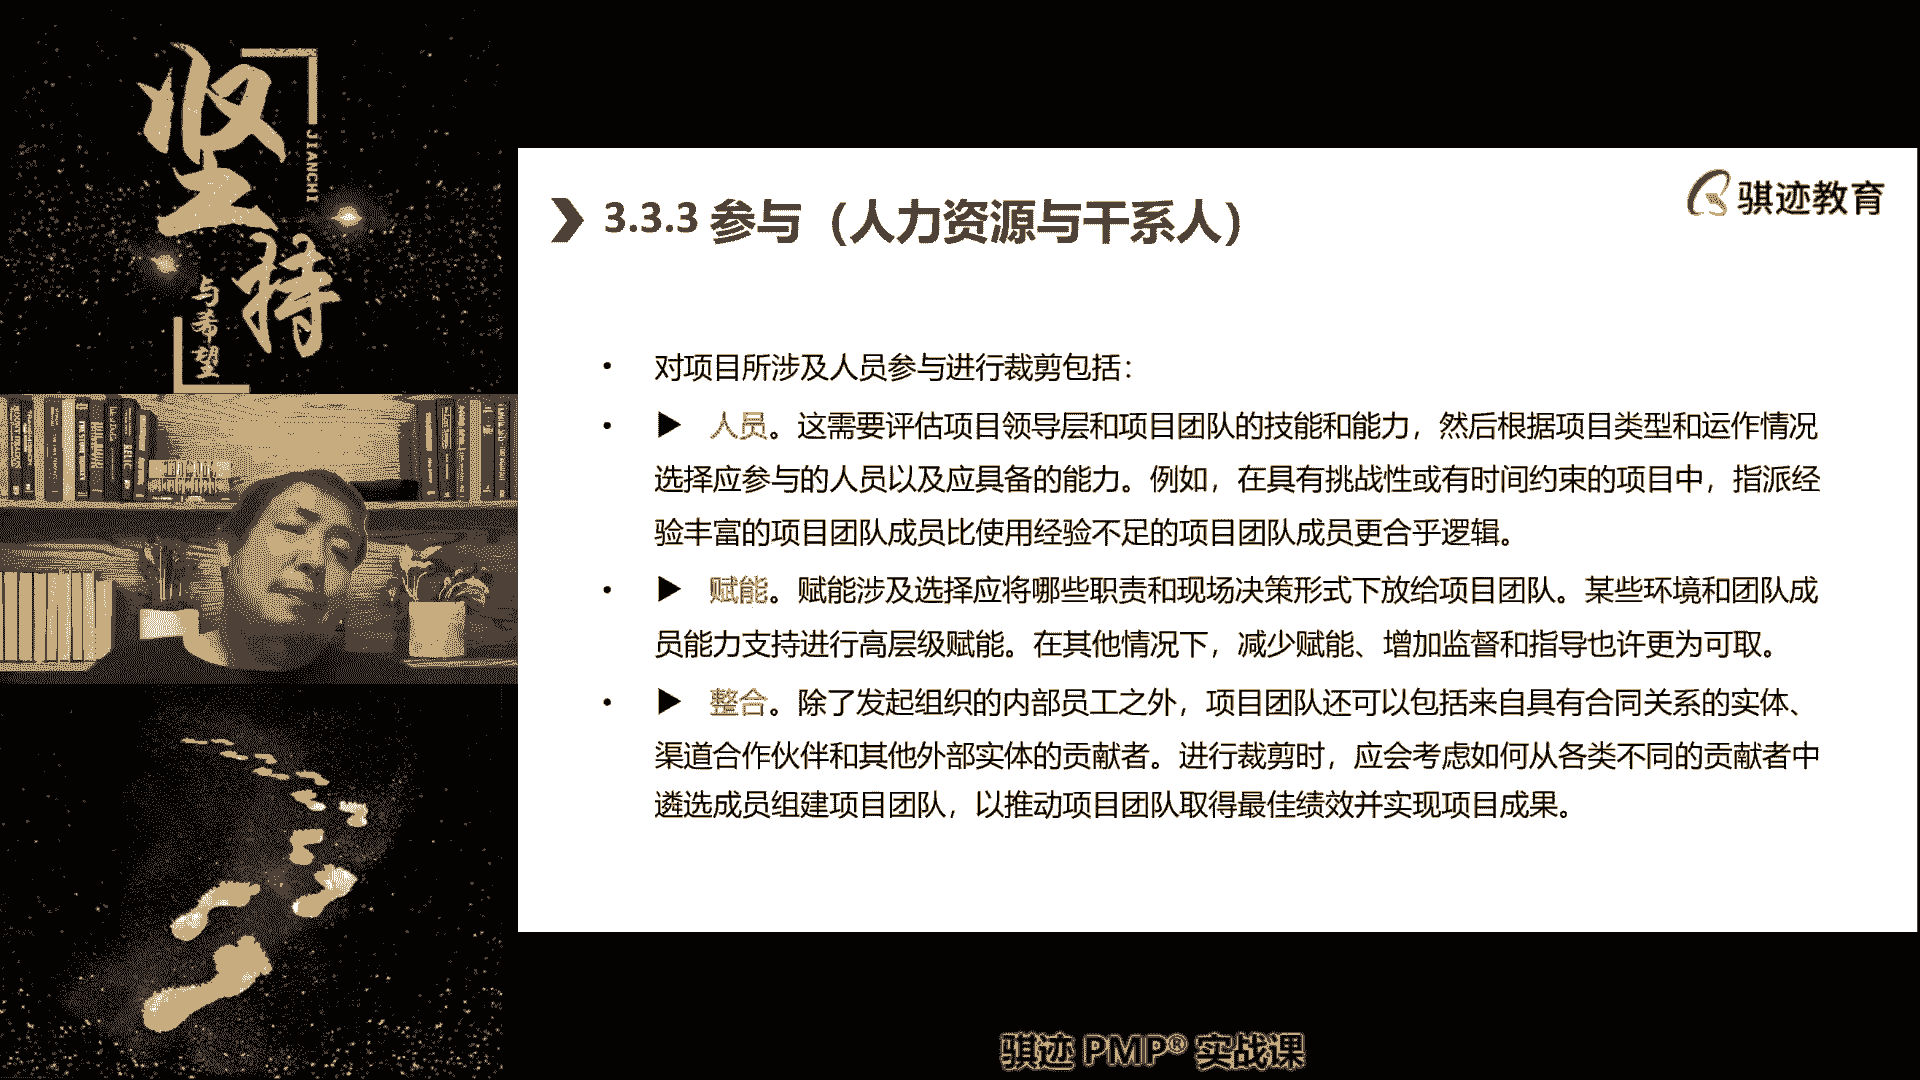 坚持
JIANCHI
与希望
骐迹教育
3.3.3 参与（人力资源与干系人）
• 对项目所涉及人员参与进行裁剪包括：
• ▶ 人员。这需要评估项目领导层和项目团队的技能和能力，然后根据项目类型和运作情况
选择应参与的人员以及应具备的能力。例如，在具有挑战性或有时间约束的项目中，指派经
验丰富的项目团队成员比使用经验不足的项目团队成员更合乎逻辑。
• ▶ 赋能。赋能涉及选择应将哪些职责和现场决策形式下放给项目团队。某些环境和团队成
员能力支持进行高层级赋能。在其他情况下，减少赋能、增加监督和指导也许更为可取。
• ▶ 整合。除了发起组织的内部员工之外，项目团队还可以包括来自具有合同关系的实体、
渠道合作伙伴和其他外部实体的贡献者。进行裁剪时，应会考虑如何从各类不同的贡献者中
遴选成员组建项目团队，以推动项目团队取得最佳绩效并实现项目成果。
骐迹 PMP® 实战课